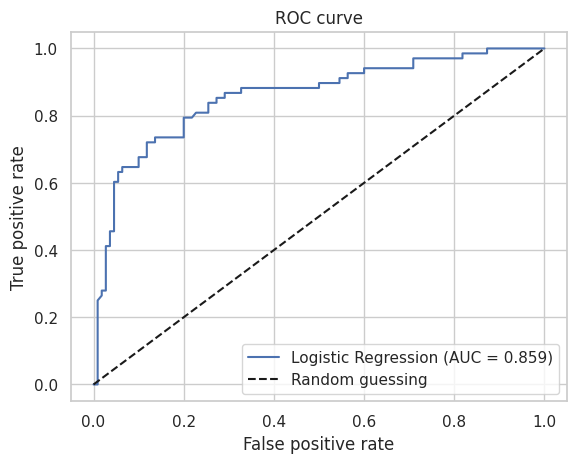 ROC curve
True positive rate
1.0
0.8
0.6
0.4
0.2
0.0
Logistic Regression (AUC = 0.859)
Random guessing
0.0 0.2 0.4 0.6 0.8 1.0
False positive rate